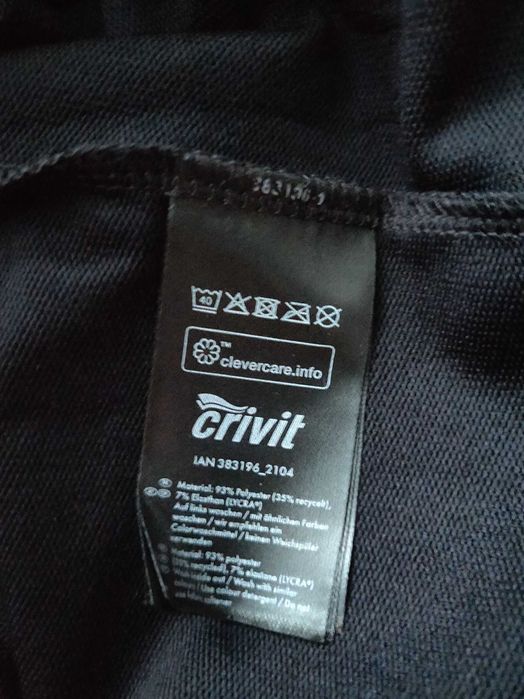 40
TM
clevercare.info
crivit
IAN 383196_2104
Material: 93% Polyester (35% recycelt),
7% Elasthan (LYCRA®)
Auf links waschen / mit ähnlichen Farben
waschen / wir empfehlen ein
Colorwaschmittel / keinen Weichspüler
verwenden
Material: 93% polyester
recycled), 7% elastane (LYCRA®)
Wash inside out / Wash with similar
/ Use colour detergent / Do not